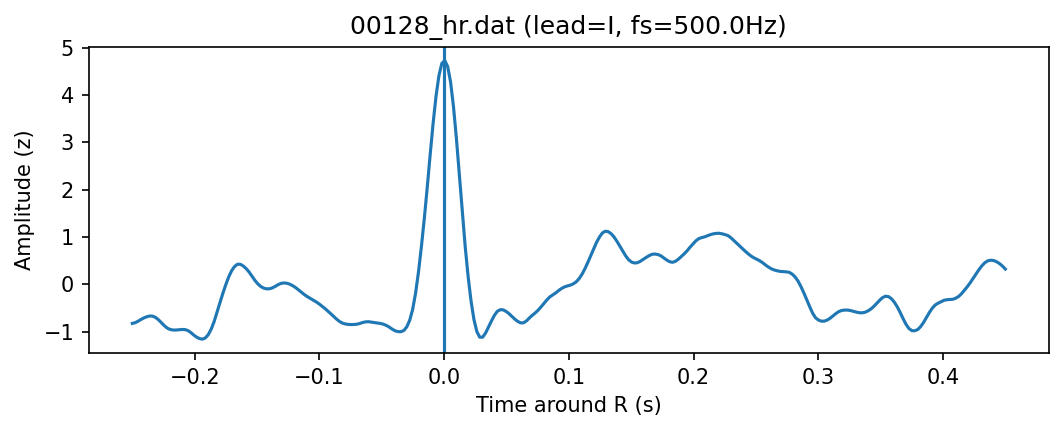 00128_hr.dat (lead=I, fs=500.0Hz)
Amplitude (z)
5
4
3
2
1
0
−1
−0.2 −0.1 0.0 0.1 0.2 0.3 0.4
Time around R (s)